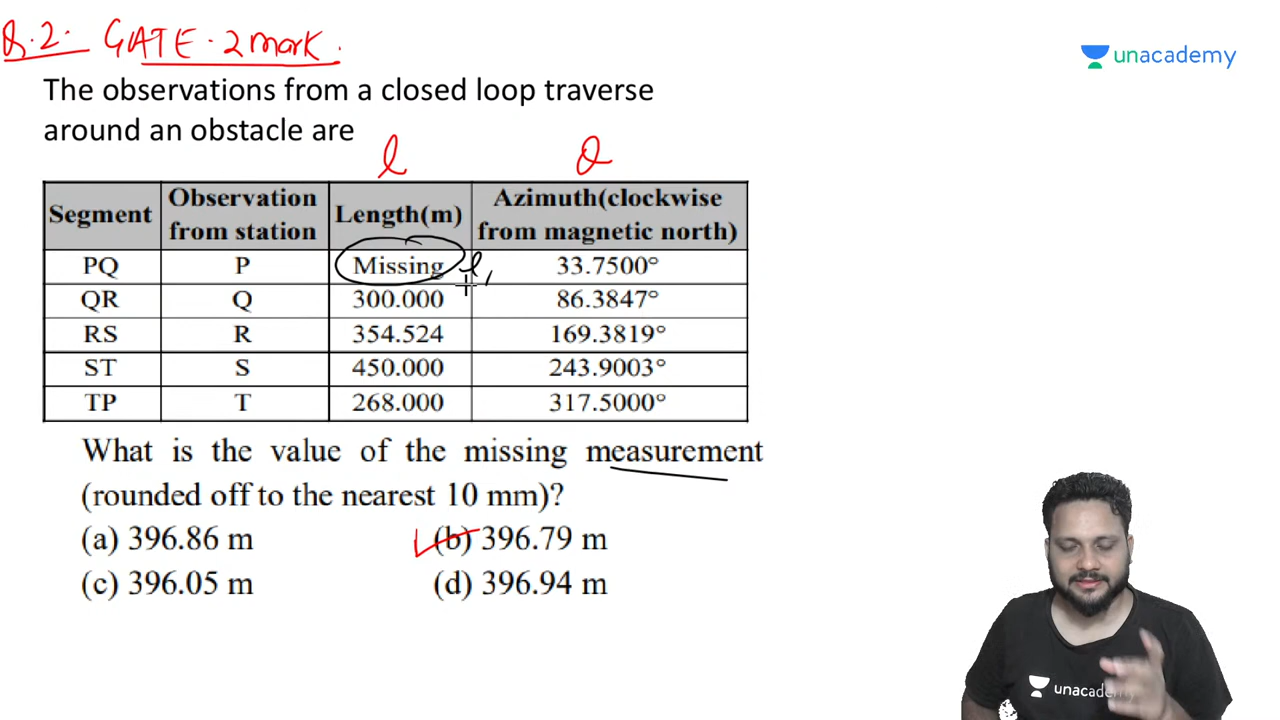 Q.2. GATE. 2 mark.
unacademy
The observations from a closed loop traverse
around an obstacle are
l θ
Segment Observation from station Length(m) Azimuth(clockwise from magnetic north)
PQ P Missing l₁ 33.7500°
QR Q 300.000 86.3847°
RS R 354.524 169.3819°
ST S 450.000 243.9003°
TP T 268.000 317.5000°
What is the value of the missing measurement
(rounded off to the nearest 10 mm)?
(a) 396.86 m (b) 396.79 m
(c) 396.05 m (d) 396.94 m
unacademy